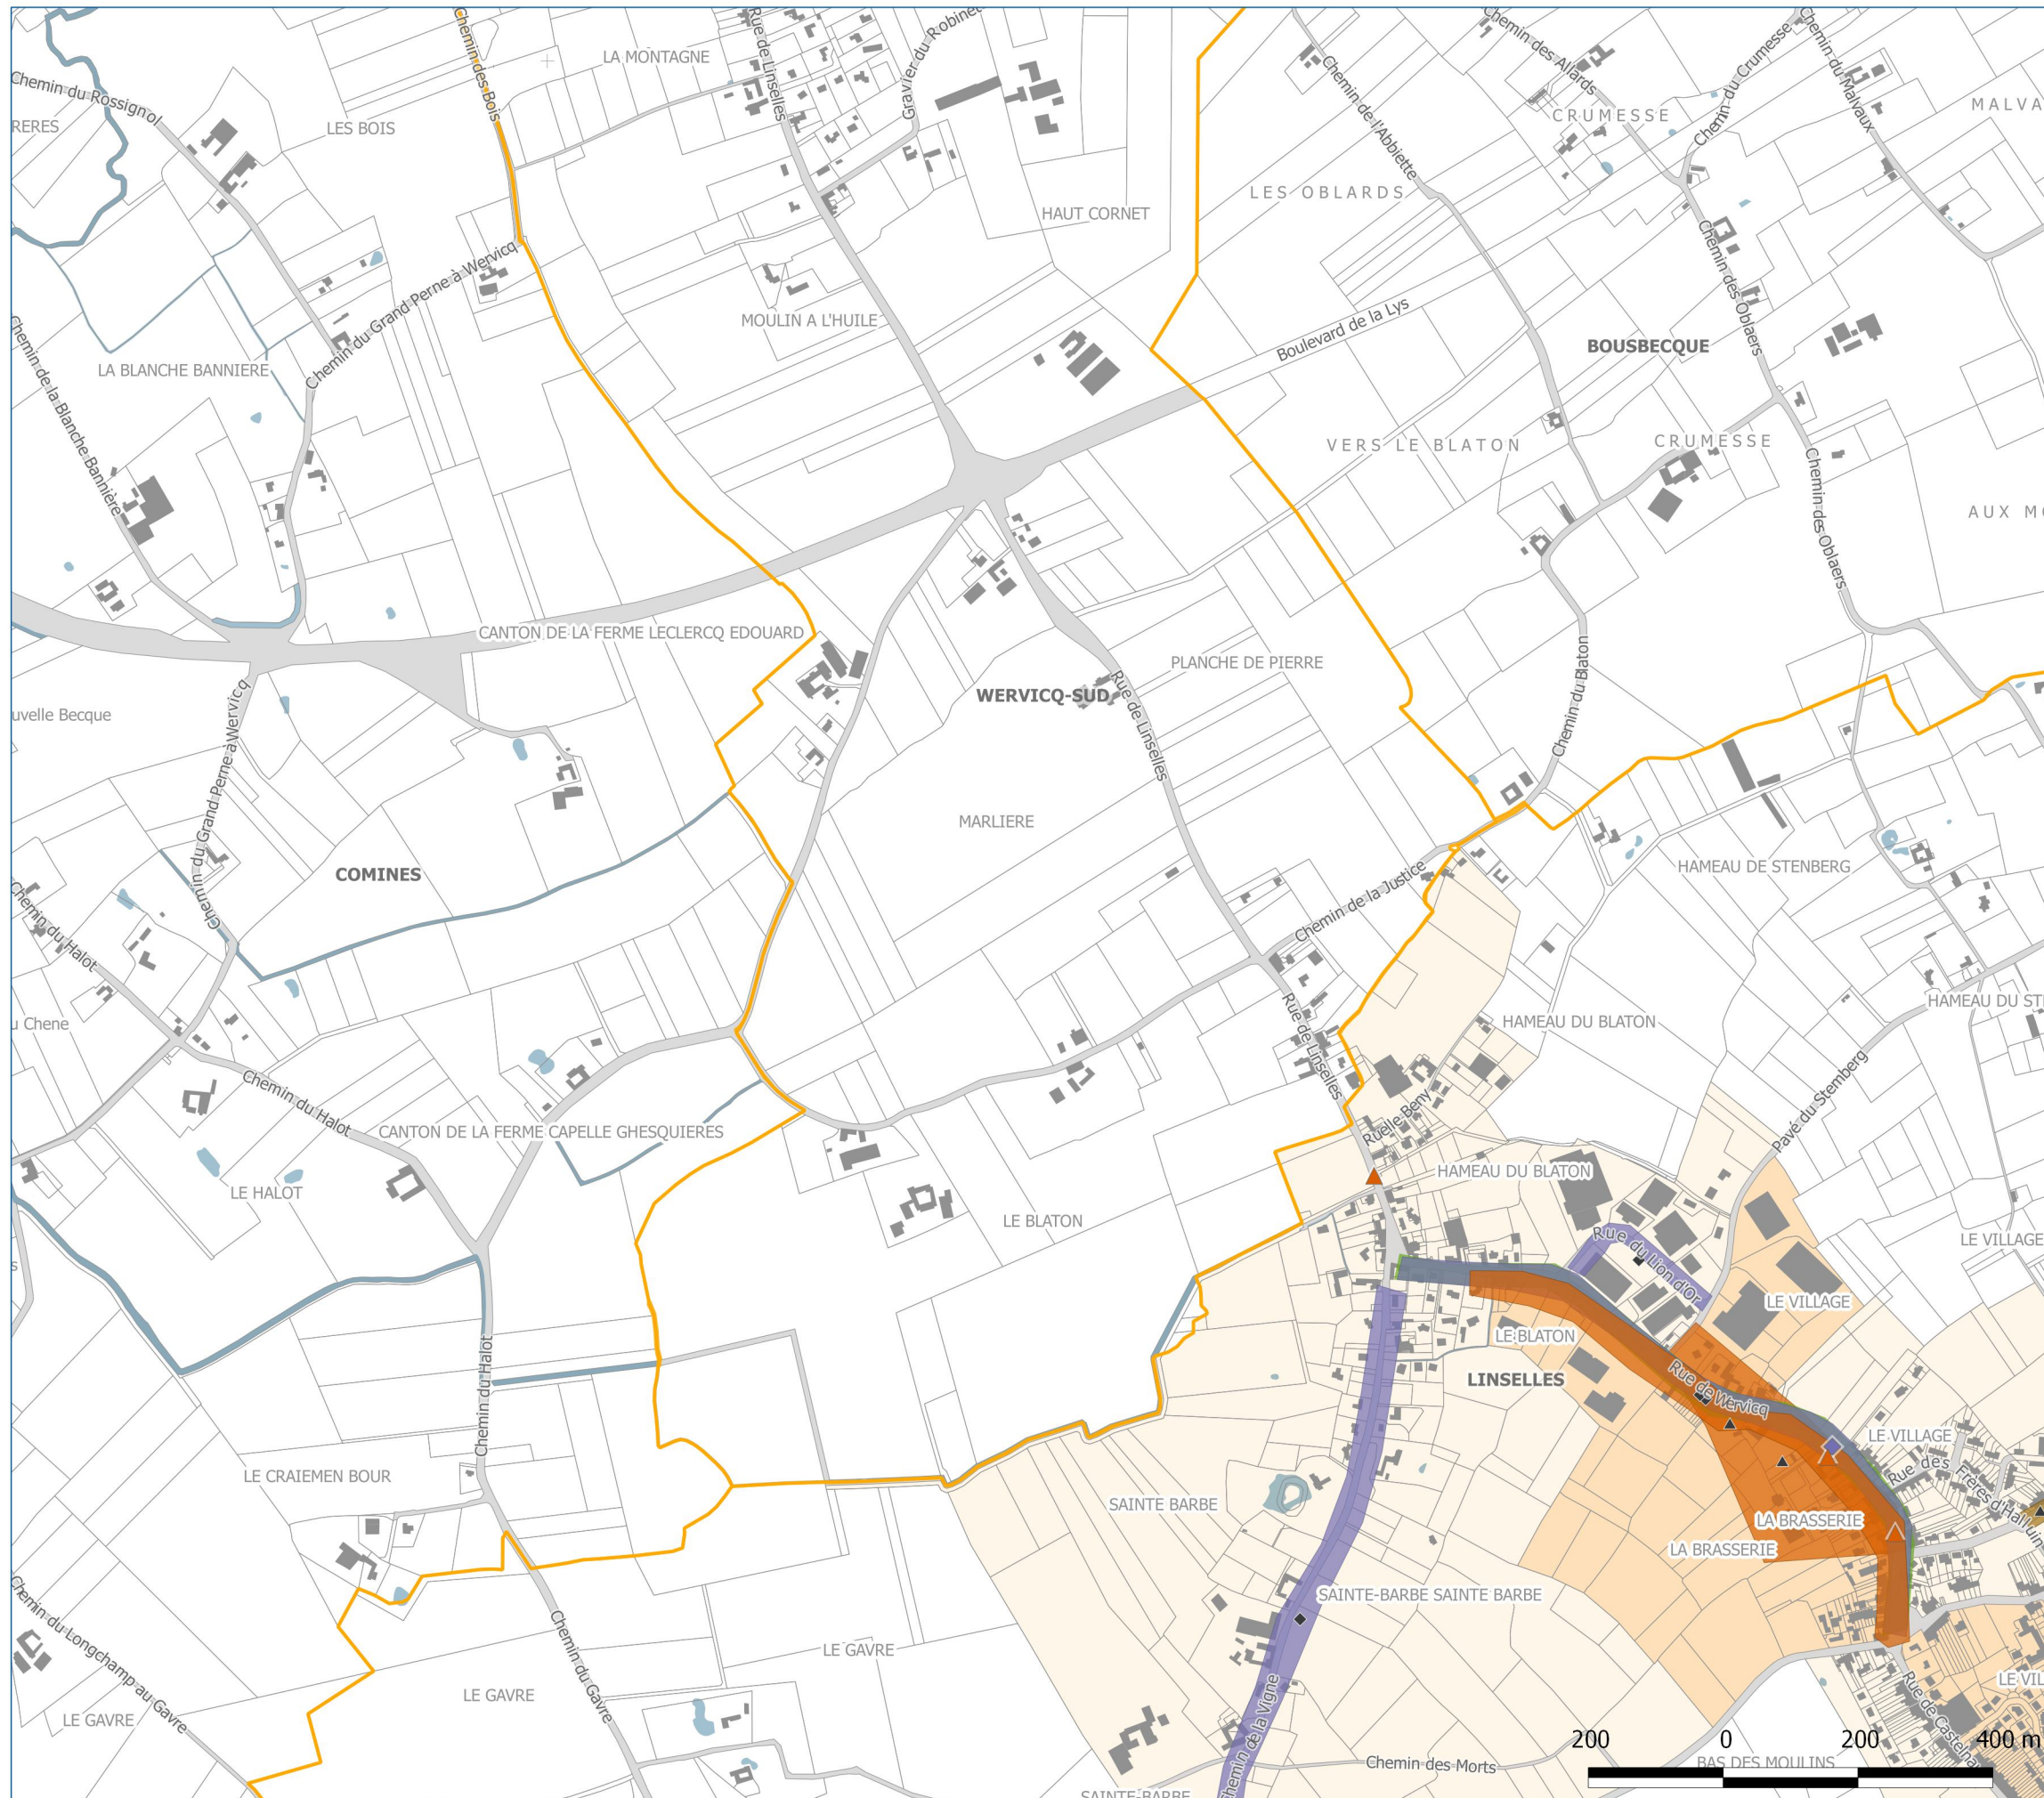 Chemin des Bois
LA MONTAGNE
Rue de Linselles
Gravier du Robinet
Chemin des Allards
Chemin du Crumesse
Chemin du Malvaux
Chemin du Rossignol
RERES
LES BOIS
Chemin de l'Abbiette
CRUMESSE
MALVA
LES OBLARDS
HAUT CORNET
Chemin du Grand Perne à Wervicq
Chemin des Oblaers
MOULIN A L'HUILE
Boulevard de la Lys
BOUSBECQUE
LA BLANCHE BANNIERE
Chemin de la Blanche Bannière
VERS LE BLATON
CRUMESSE
Chemin des Oblaers
AUX MO
CANTON DE LA FERME LECLERCQ EDOUARD
PLANCHE DE PIERRE
WERVICQ-SUD
Rue de Linselles
Chemin du Blaton
uvelle Becque
Chemin du Grand Perne à Wervicq
MARLIERE
COMINES
HAMEAU DE STENBERG
Chemin de la Justice
Chemin du Halot
HAMEAU DU ST
u Chene
Rue de Linselles
HAMEAU DU BLATON
Chemin du Halot
Pavé du Stemberg
CANTON DE LA FERME CAPELLE GHESQUIERES
Ruelle Beny
HAMEAU DU BLATON
LE HALOT
LE BLATON
Rue du Lion d'Or
LE VILLAGE
s
LE VILLAGE
LE BLATON
Chemin du Halot
LINSELLES
Rue de Wervicq
LE VILLAGE
LE CRAIEMEN BOUR
Rue des Frères d'Halluin
SAINTE BARBE
LA BRASSERIE
LA BRASSERIE
SAINTE-BARBE SAINTE BARBE
Chemin du Longchamp au Gavre
Chemin du Gavre
LE GAVRE
LE GAVRE
LE GAVRE
LE VIL
Chemin de la Vigne
Rue de Castelna
200 0 200 400 m
Chemin des Morts
BAS DES MOULINS
SAINTE-BARBE